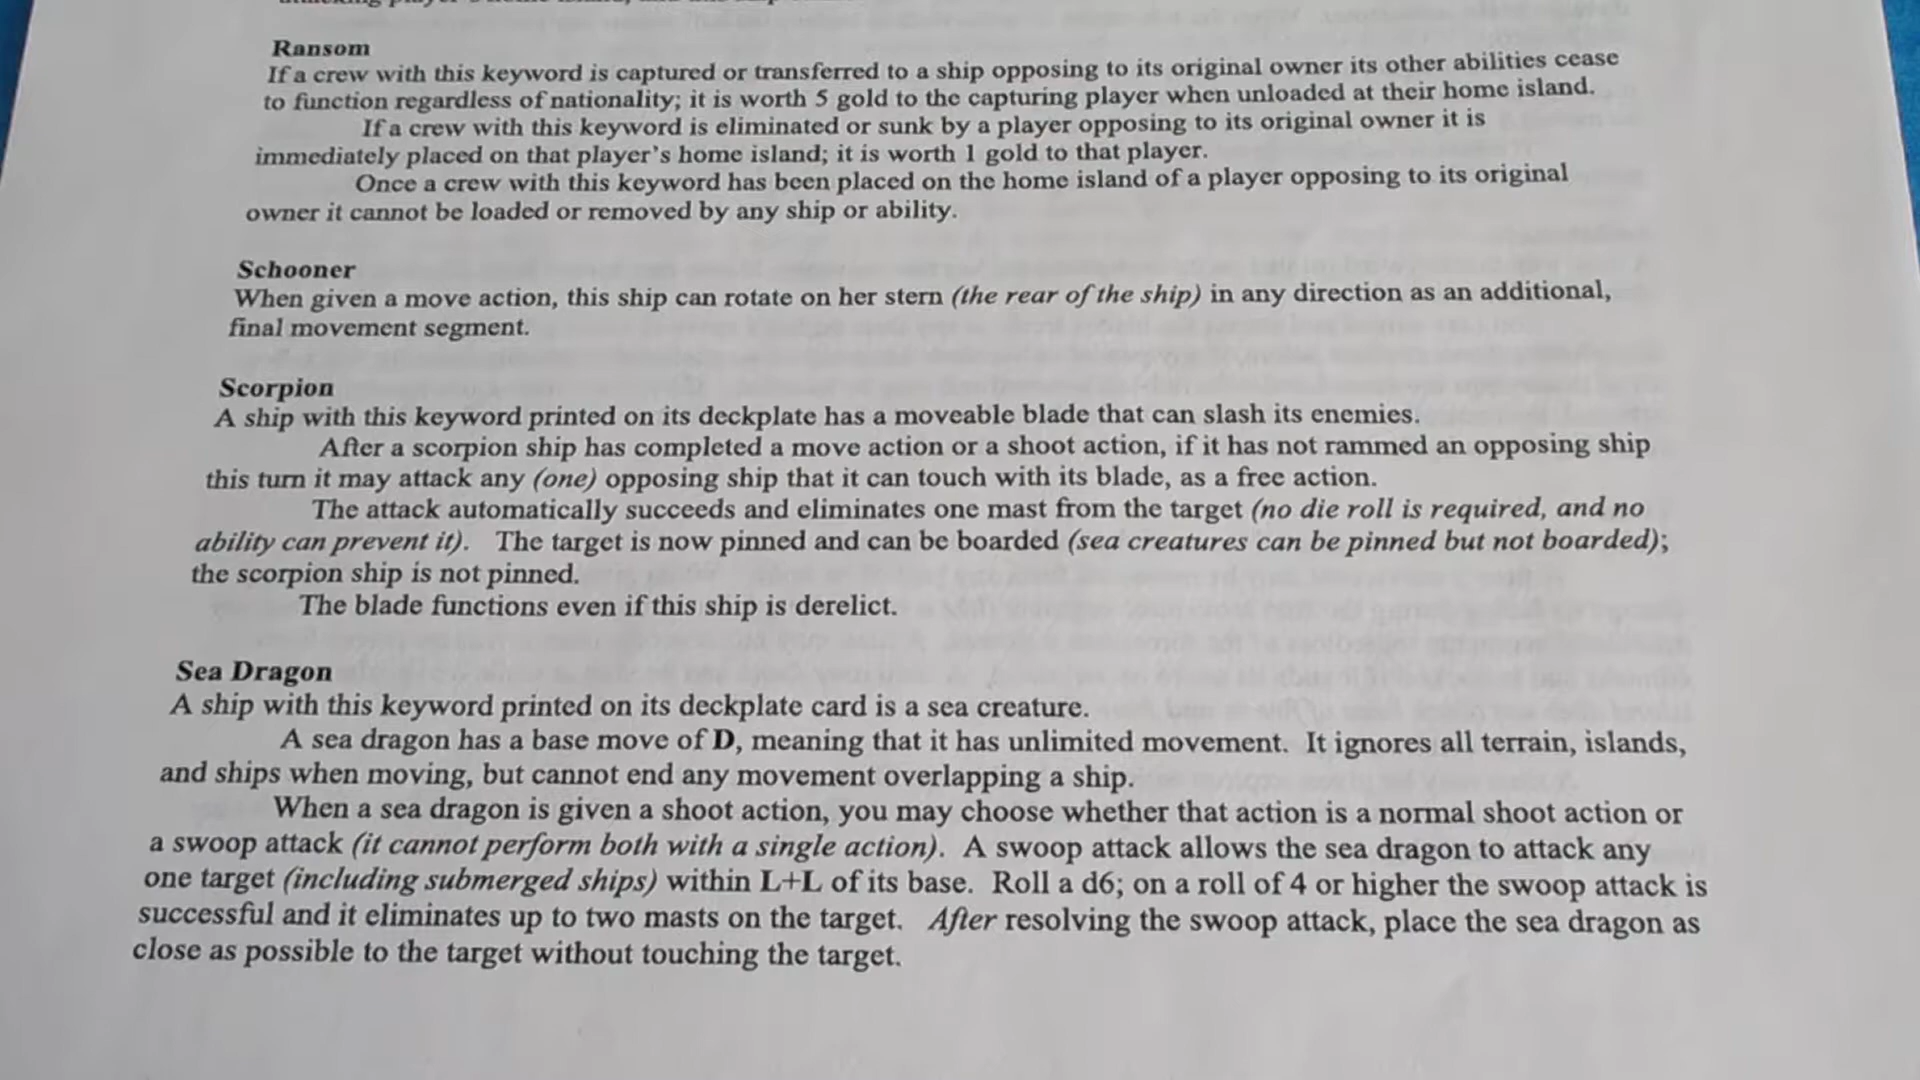 Ransom
If a crew with this keyword is captured or transferred to a ship opposing to its original owner its other abilities cease
to function regardless of nationality; it is worth 5 gold to the capturing player when unloaded at their home island.
If a crew with this keyword is eliminated or sunk by a player opposing to its original owner it is
immediately placed on that player's home island; it is worth 1 gold to that player.
Once a crew with this keyword has been placed on the home island of a player opposing to its original
owner it cannot be loaded or removed by any ship or ability.
Schooner
When given a move action, this ship can rotate on her stern (the rear of the ship) in any direction as an additional,
final movement segment.
Scorpion
A ship with this keyword printed on its deckplate has a moveable blade that can slash its enemies.
After a scorpion ship has completed a move action or a shoot action, if it has not rammed an opposing ship
this turn it may attack any (one) opposing ship that it can touch with its blade, as a free action.
The attack automatically succeeds and eliminates one mast from the target (no die roll is required, and no
ability can prevent it). The target is now pinned and can be boarded (sea creatures can be pinned but not boarded);
the scorpion ship is not pinned.
The blade functions even if this ship is derelict.
Sea Dragon
A ship with this keyword printed on its deckplate card is a sea creature.
A sea dragon has a base move of D, meaning that it has unlimited movement. It ignores all terrain, islands,
and ships when moving, but cannot end any movement overlapping a ship.
When a sea dragon is given a shoot action, you may choose whether that action is a normal shoot action or
a swoop attack (it cannot perform both with a single action). A swoop attack allows the sea dragon to attack any
one target (including submerged ships) within L+L of its base. Roll a d6; on a roll of 4 or higher the swoop attack is
successful and it eliminates up to two masts on the target. After resolving the swoop attack, place the sea dragon as
close as possible to the target without touching the target.